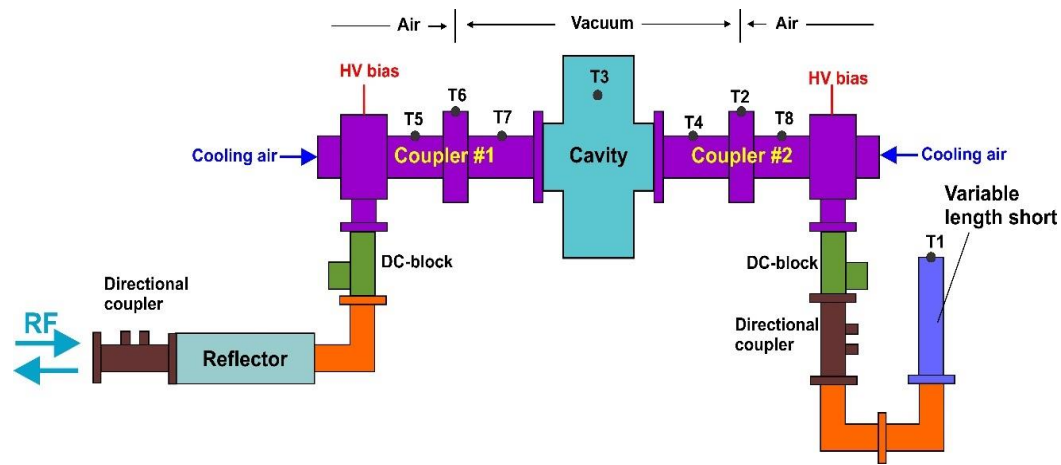 Air
Vacuum
Air
HV bias
T6
T3
T2
HV bias
T5
T7
T4
T8
Cooling air
Coupler #1
Cavity
Coupler #2
Cooling air
Variable
length short
DC-block
DC-block
T1
Directional
coupler
RF
Reflector
Directional
coupler